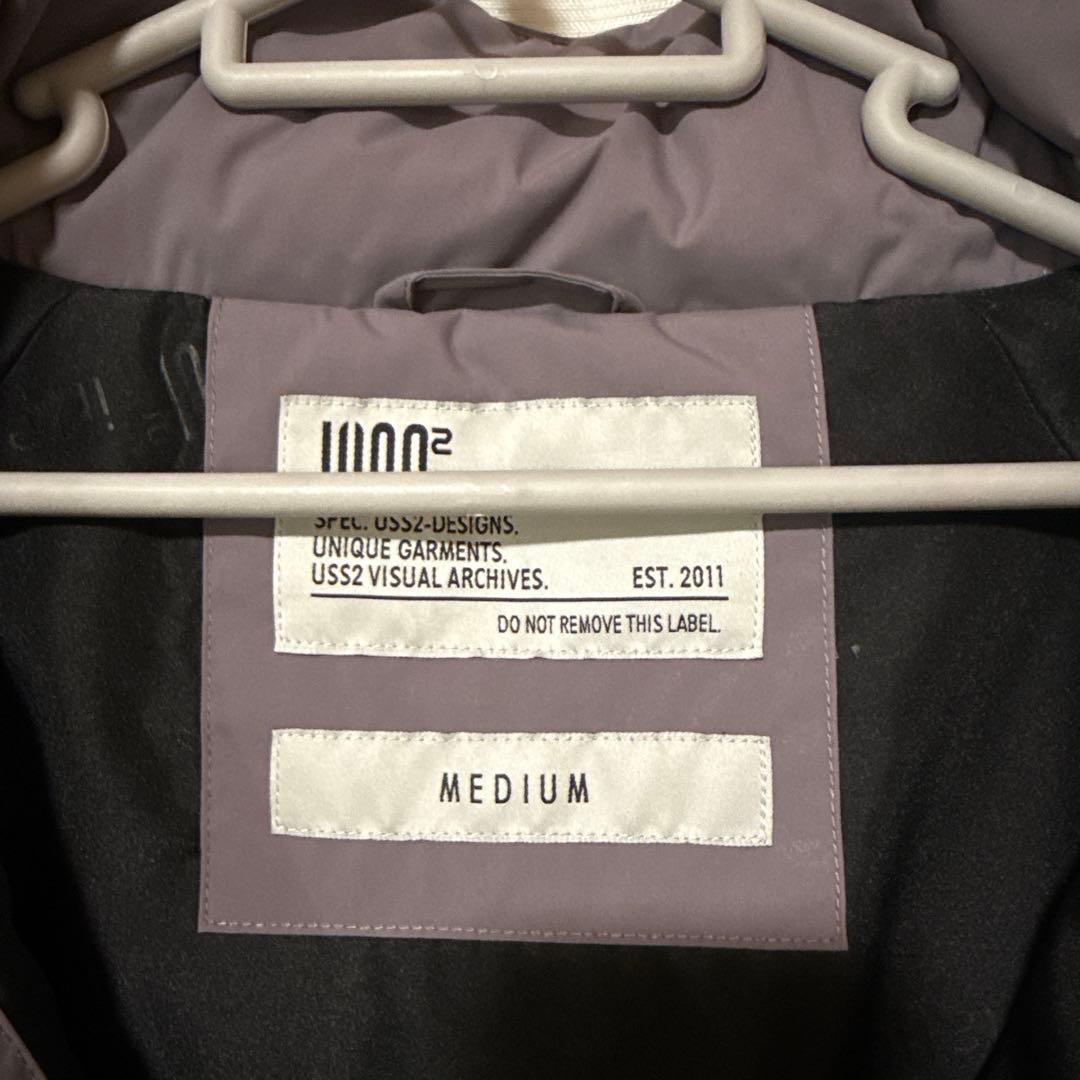 SPEC. USS2-DESIGNS.
UNIQUE GARMENTS.
USS2 VISUAL ARCHIVES. EST. 2011
DO NOT REMOVE THIS LABEL.
MEDIUM